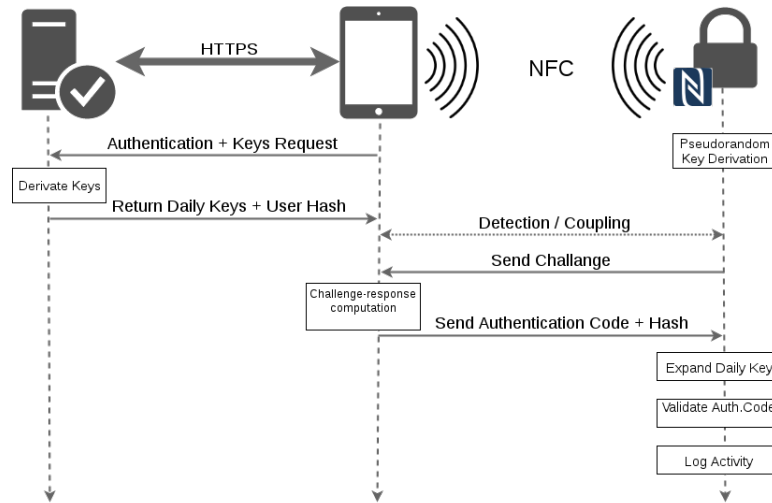 HTTPS
NFC
Authentication + Keys Request
Pseudorandom
Key Derivation
Derivate Keys
Return Daily Keys + User Hash
Detection / Coupling
Send Challange
Challenge-response
computation
Send Authentication Code + Hash
Expand Daily Key
Validate Auth.Code
Log Activity